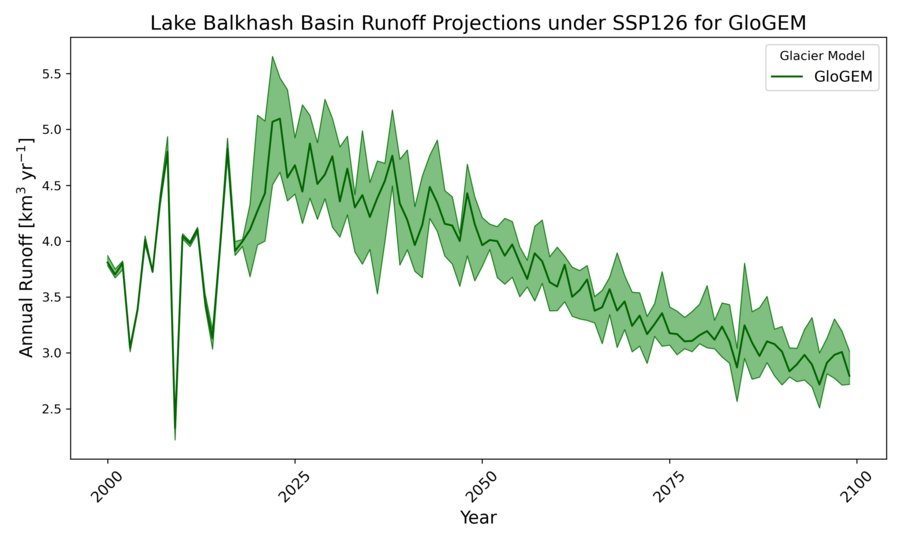 Lake Balkhash Basin Runoff Projections under SSP126 for GloGEM
Glacier Model
GloGEM
Annual Runoff [km³ yr⁻¹]
5.5
5.0
4.5
4.0
3.5
3.0
2.5
2000
2025
2050
2075
2100
Year